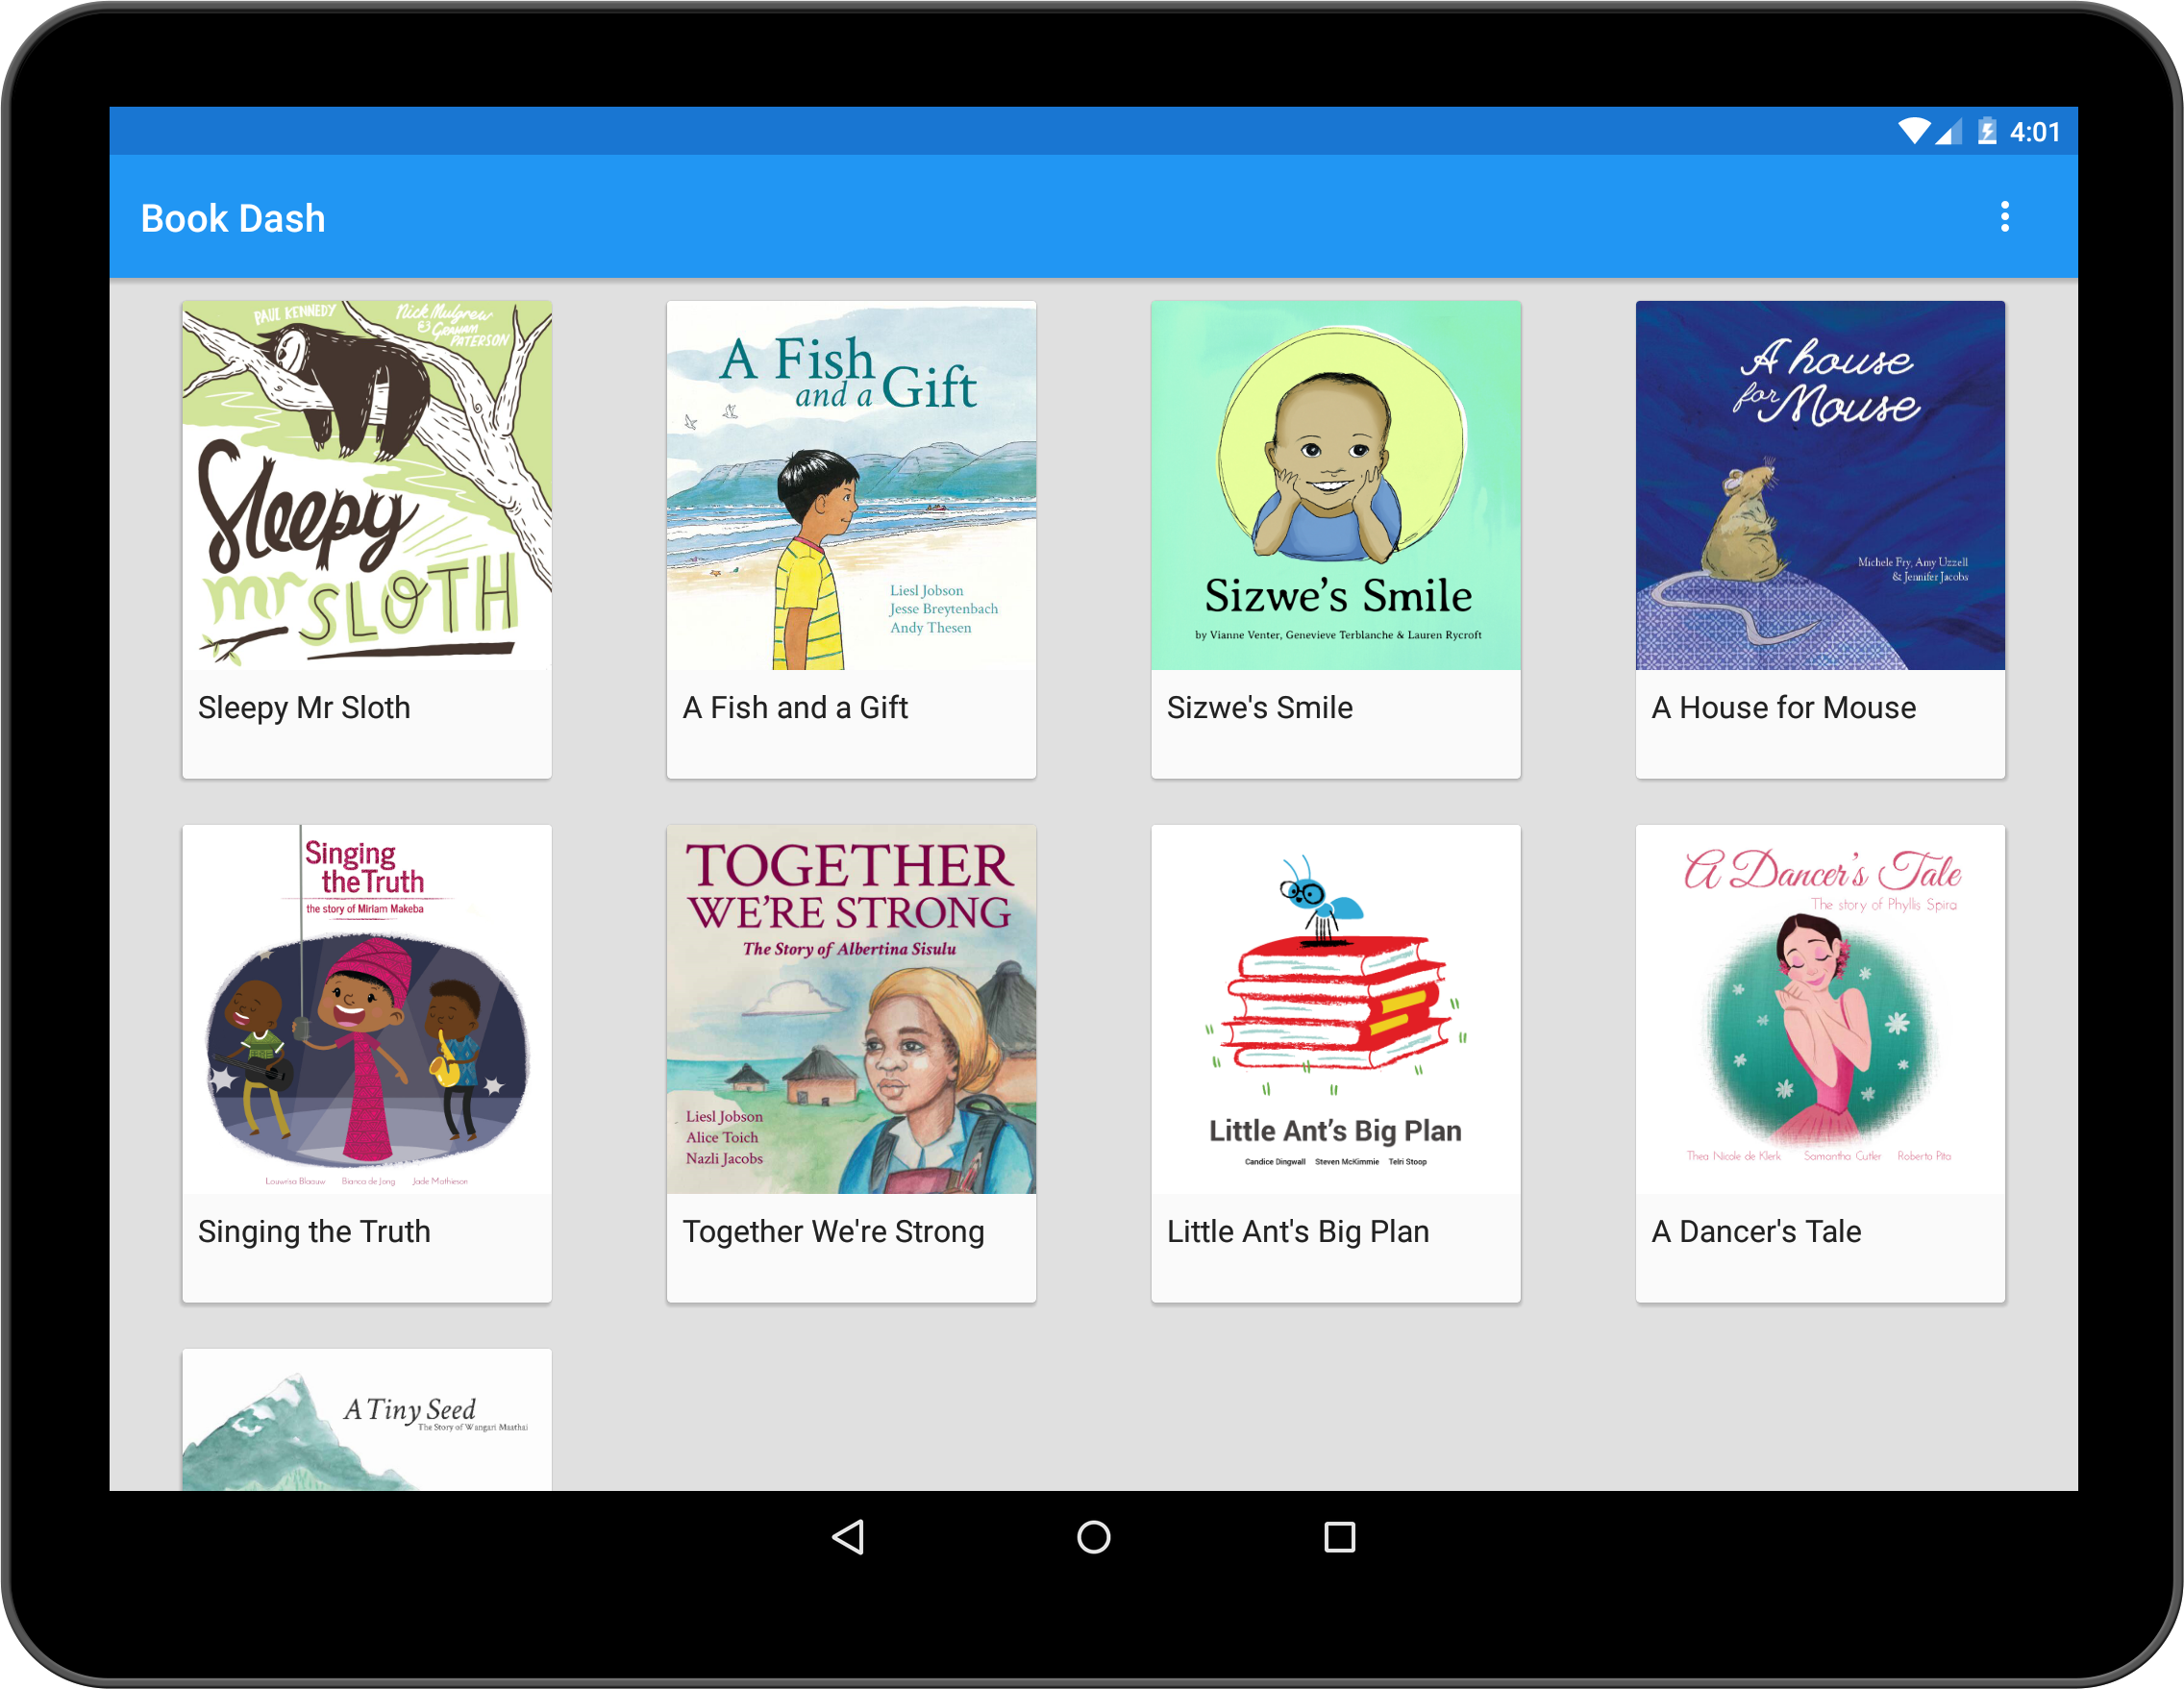 4:01
Book Dash
PAUL KENNEDY
Nick Mulgrew
& GRAHAM
PATERSON
Sleepy
mr SLOTH
Sleepy Mr Sloth
A Fish
and a Gift
Liesl Jobson
Jesse Breytenbach
Andy Thesen
A Fish and a Gift
Sizwe’s Smile
by Vianne Venter, Genevieve Terblanche & Lauren Rycroft
Sizwe's Smile
A house
for Mouse
Michele Fry, Amy Uzzell
& Jennifer Jacobs
A House for Mouse
Singing
the Truth
the story of Miriam Makeba
Louwrisa Blaauw Bianca de Jong Jade Mathieson
Singing the Truth
TOGETHER
WE’RE STRONG
The Story of Albertina Sisulu
Liesl Jobson
Alice Toich
Nazli Jacobs
Together We're Strong
Little Ant’s Big Plan
Candice Dingwall Steven McKimmie Telri Stoop
Little Ant's Big Plan
A Dancer’s Tale
The story of Phyllis Spira
Thea Nicole de Klerk Samantha Cutler Roberto Pita
A Dancer's Tale
A Tiny Seed
The Story of Wangari Maathai